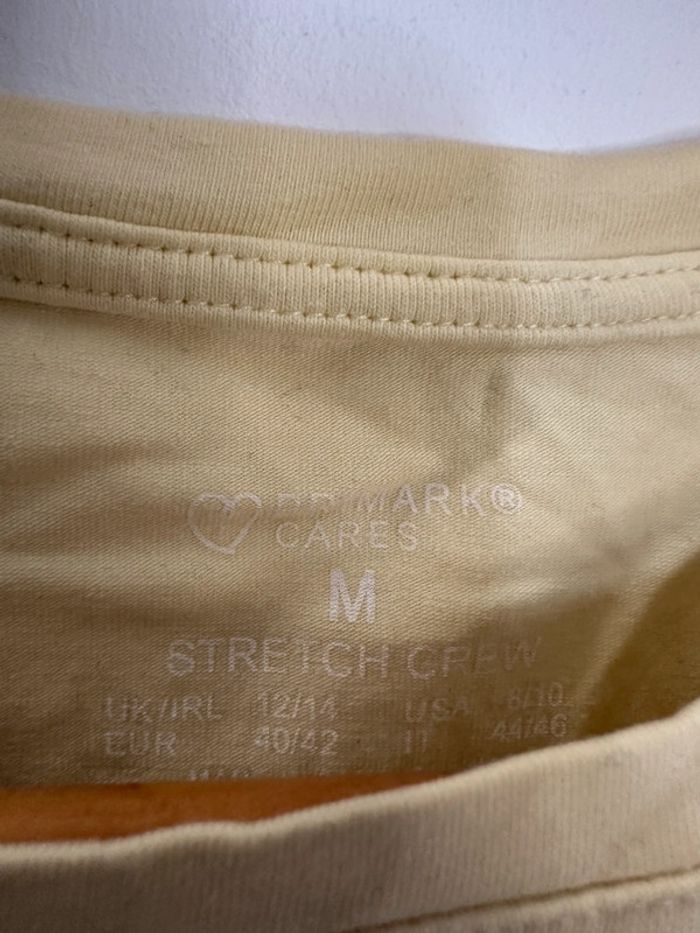 PRIMARK®
CARES
M
STRETCH CREW
UK/IRL 12/14 USA 8/10
EUR 40/42 IT 44/46